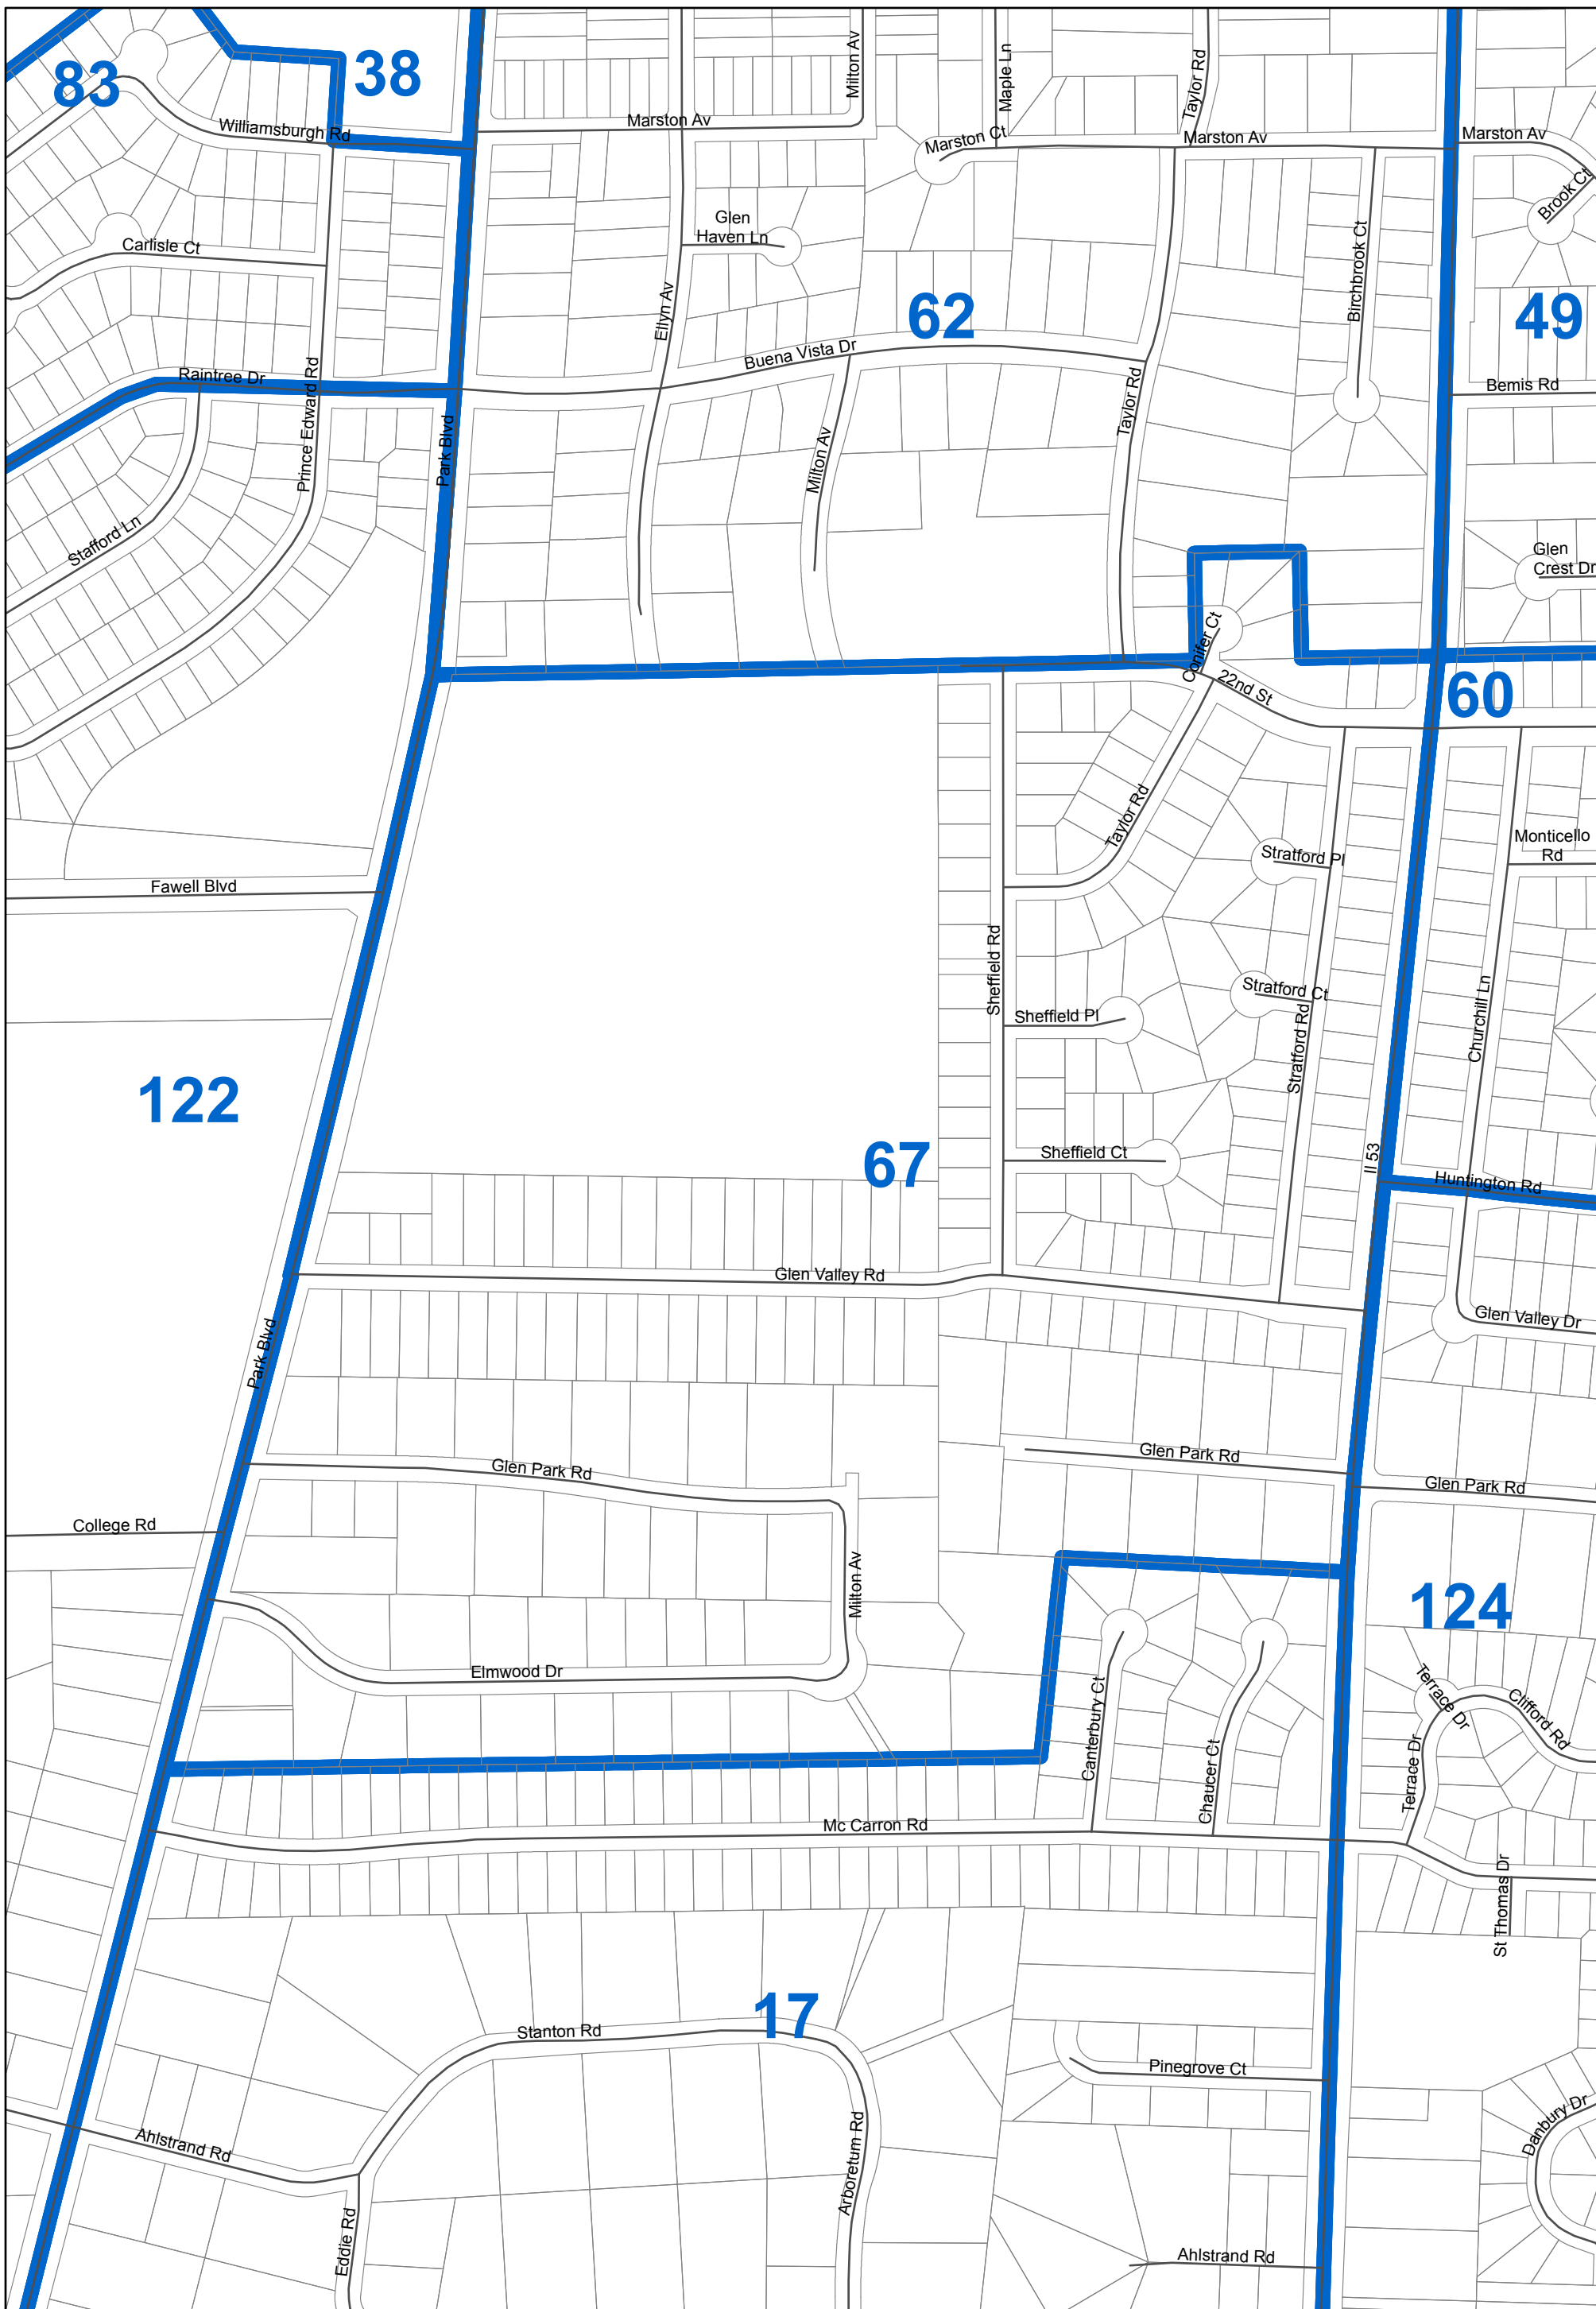 83
38
Williamsburgh Rd
Marston Av
Milton Av
Maple Ln
Marston Ct
Taylor Rd
Marston Av
Marston Av
Brook Ct
Carlisle Ct
Glen
Haven Ln
Ellyn Av
62
Birchbrook Ct
49
Buena Vista Dr
Raintree Dr
Prince Edward Rd
Park Blvd
Milton Av
Taylor Rd
Bemis Rd
Stafford Ln
Glen
Crest Dr
Conifer Ct
22nd St
60
Taylor Rd
Stratford Pl
Monticello
Rd
Fawell Blvd
Sheffield Rd
Stratford Ct
Sheffield Pl
Stratford Rd
Churchill Ln
122
67
Sheffield Ct
Il 53
Huntington Rd
Glen Valley Rd
Glen Valley Dr
Park Blvd
Glen Park Rd
Glen Park Rd
Glen Park Rd
College Rd
Milton Av
124
Elmwood Dr
Canterbury Ct
Chaucer Ct
Terrace Dr
Clifford Rd
Terrace Dr
Mc Carron Rd
St Thomas Dr
17
Stanton Rd
Pinegrove Ct
Ahlstrand Rd
Arboretum Rd
Danbury Dr
Eddie Rd
Ahlstrand Rd